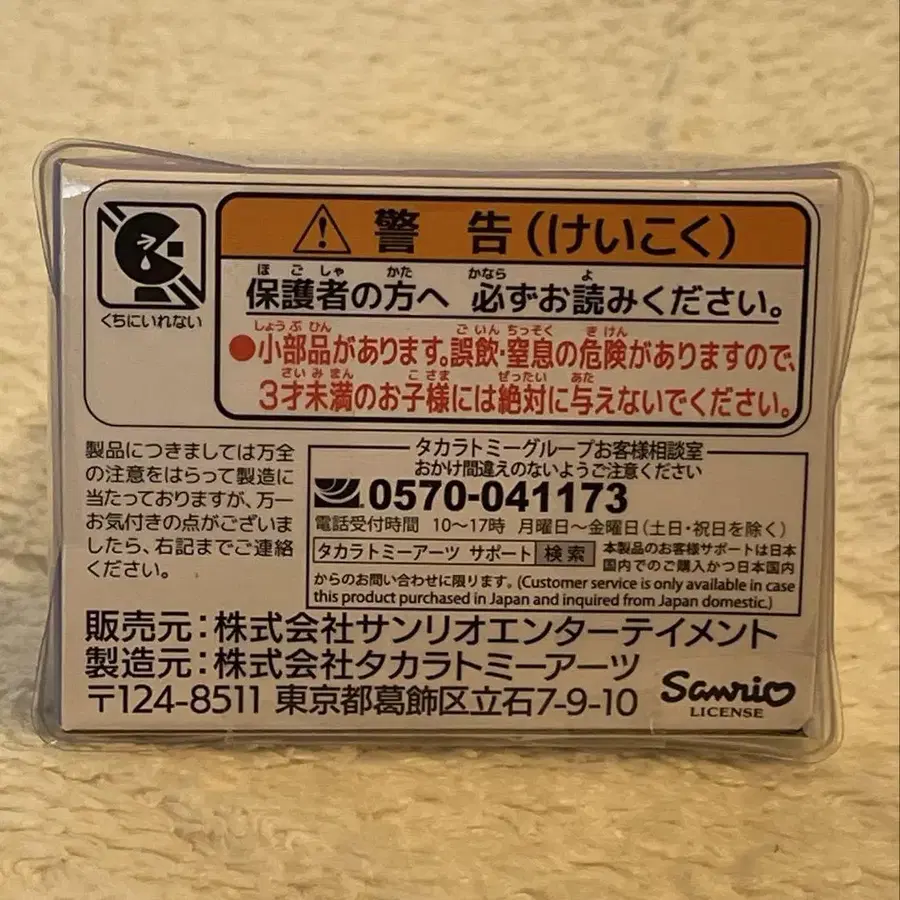 警 告(けいこく)
くちにいれない
ほごしゃ かた かなら よ
保護者の方へ 必ずお読みください。
しょうぶひん ごいん ちっそく きけん
●小部品があります。誤飲・窒息の危険がありますので、
さいみまん こさま ぜったい あた
3才未満のお子様には絶対に与えないでください。
製品につきましては万全
の注意をはらって製造に
当たっておりますが、万一
お気付きの点がございま
したら、右記までご連絡
ください。
タカラトミーグループお客様相談室
おかけ間違えのないようご注意ください
0570-041173
電話受付時間 10〜17時 月曜日〜金曜日(土日・祝日を除く)
タカラトミーアーツ サポート 検索
本製品のお客様サポートは日本
国内でのご購入かつ日本国内
からのお問い合わせに限ります。(Customer service is only available in case
this product purchased in Japan and inquired from Japan domestic.)
販売元:株式会社サンリオエンターテイメント
製造元:株式会社タカラトミーアーツ
〒124-8511 東京都葛飾区立石7-9-10
Sanrio
LICENSE